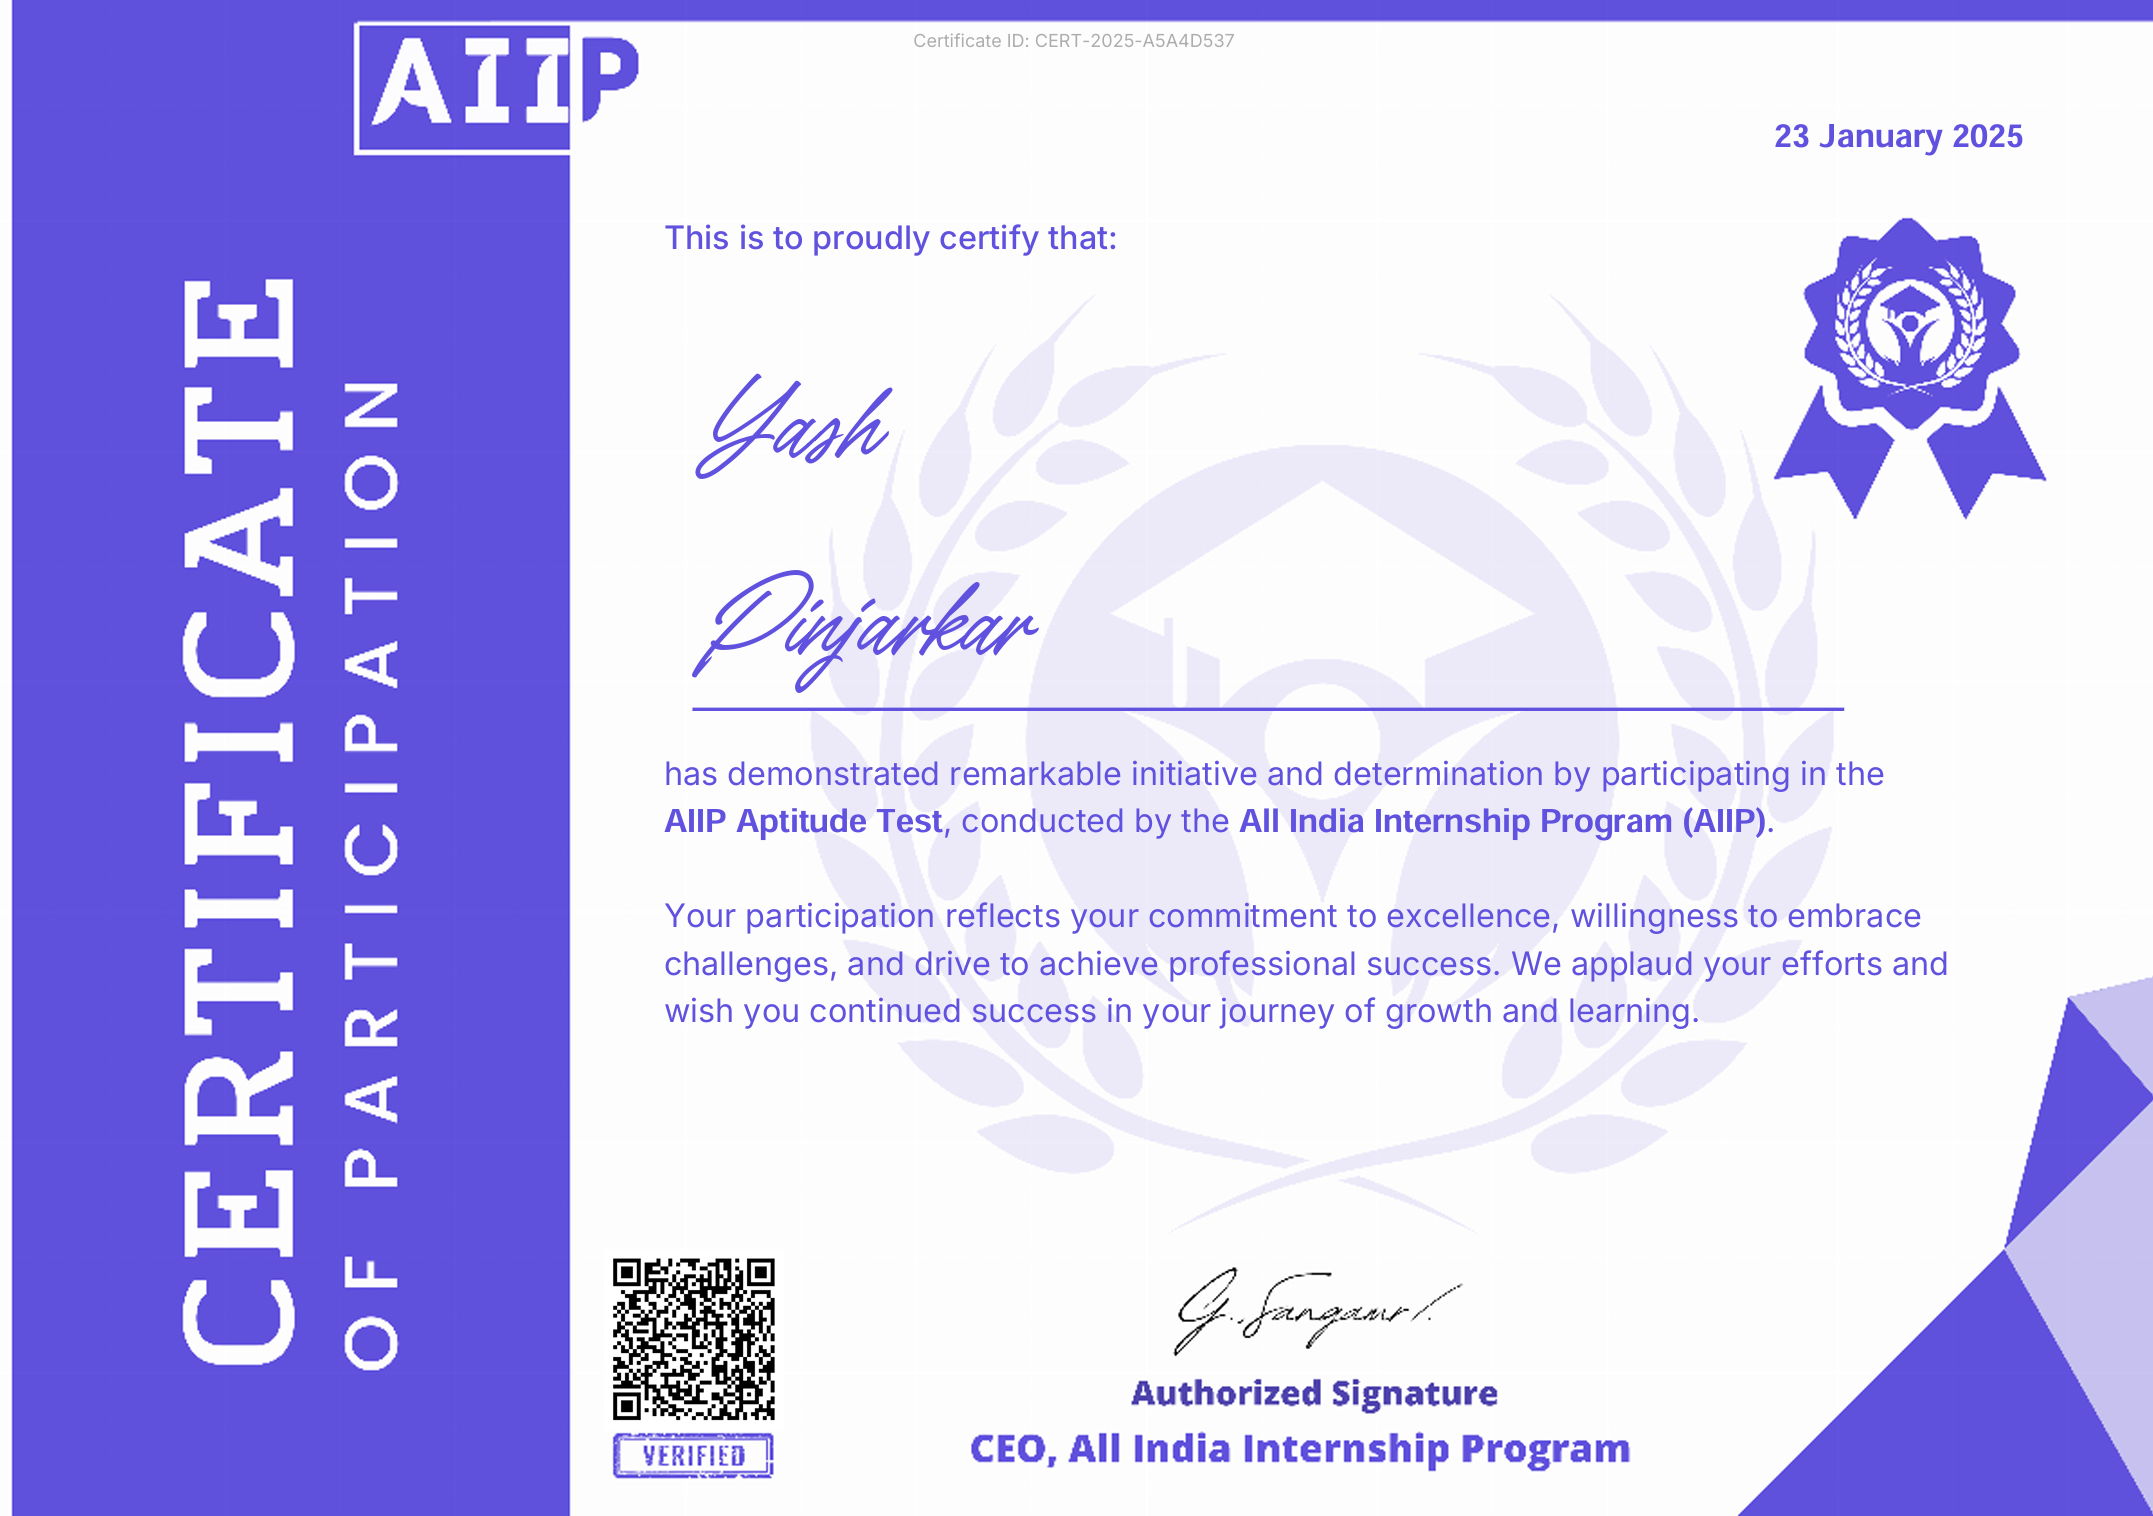 AIIP
Certificate ID: CERT-2025-A5A4D537
23 January 2025
CERTIFICATE
OF PARTICIPATION
This is to proudly certify that:
Yash
Pinjarkar
has demonstrated remarkable initiative and determination by participating in the
AIIP Aptitude Test, conducted by the All India Internship Program (AIIP).
Your participation reflects your commitment to excellence, willingness to embrace
challenges, and drive to achieve professional success. We applaud your efforts and
wish you continued success in your journey of growth and learning.
VERIFIED
Authorized Signature
CEO, All India Internship Program